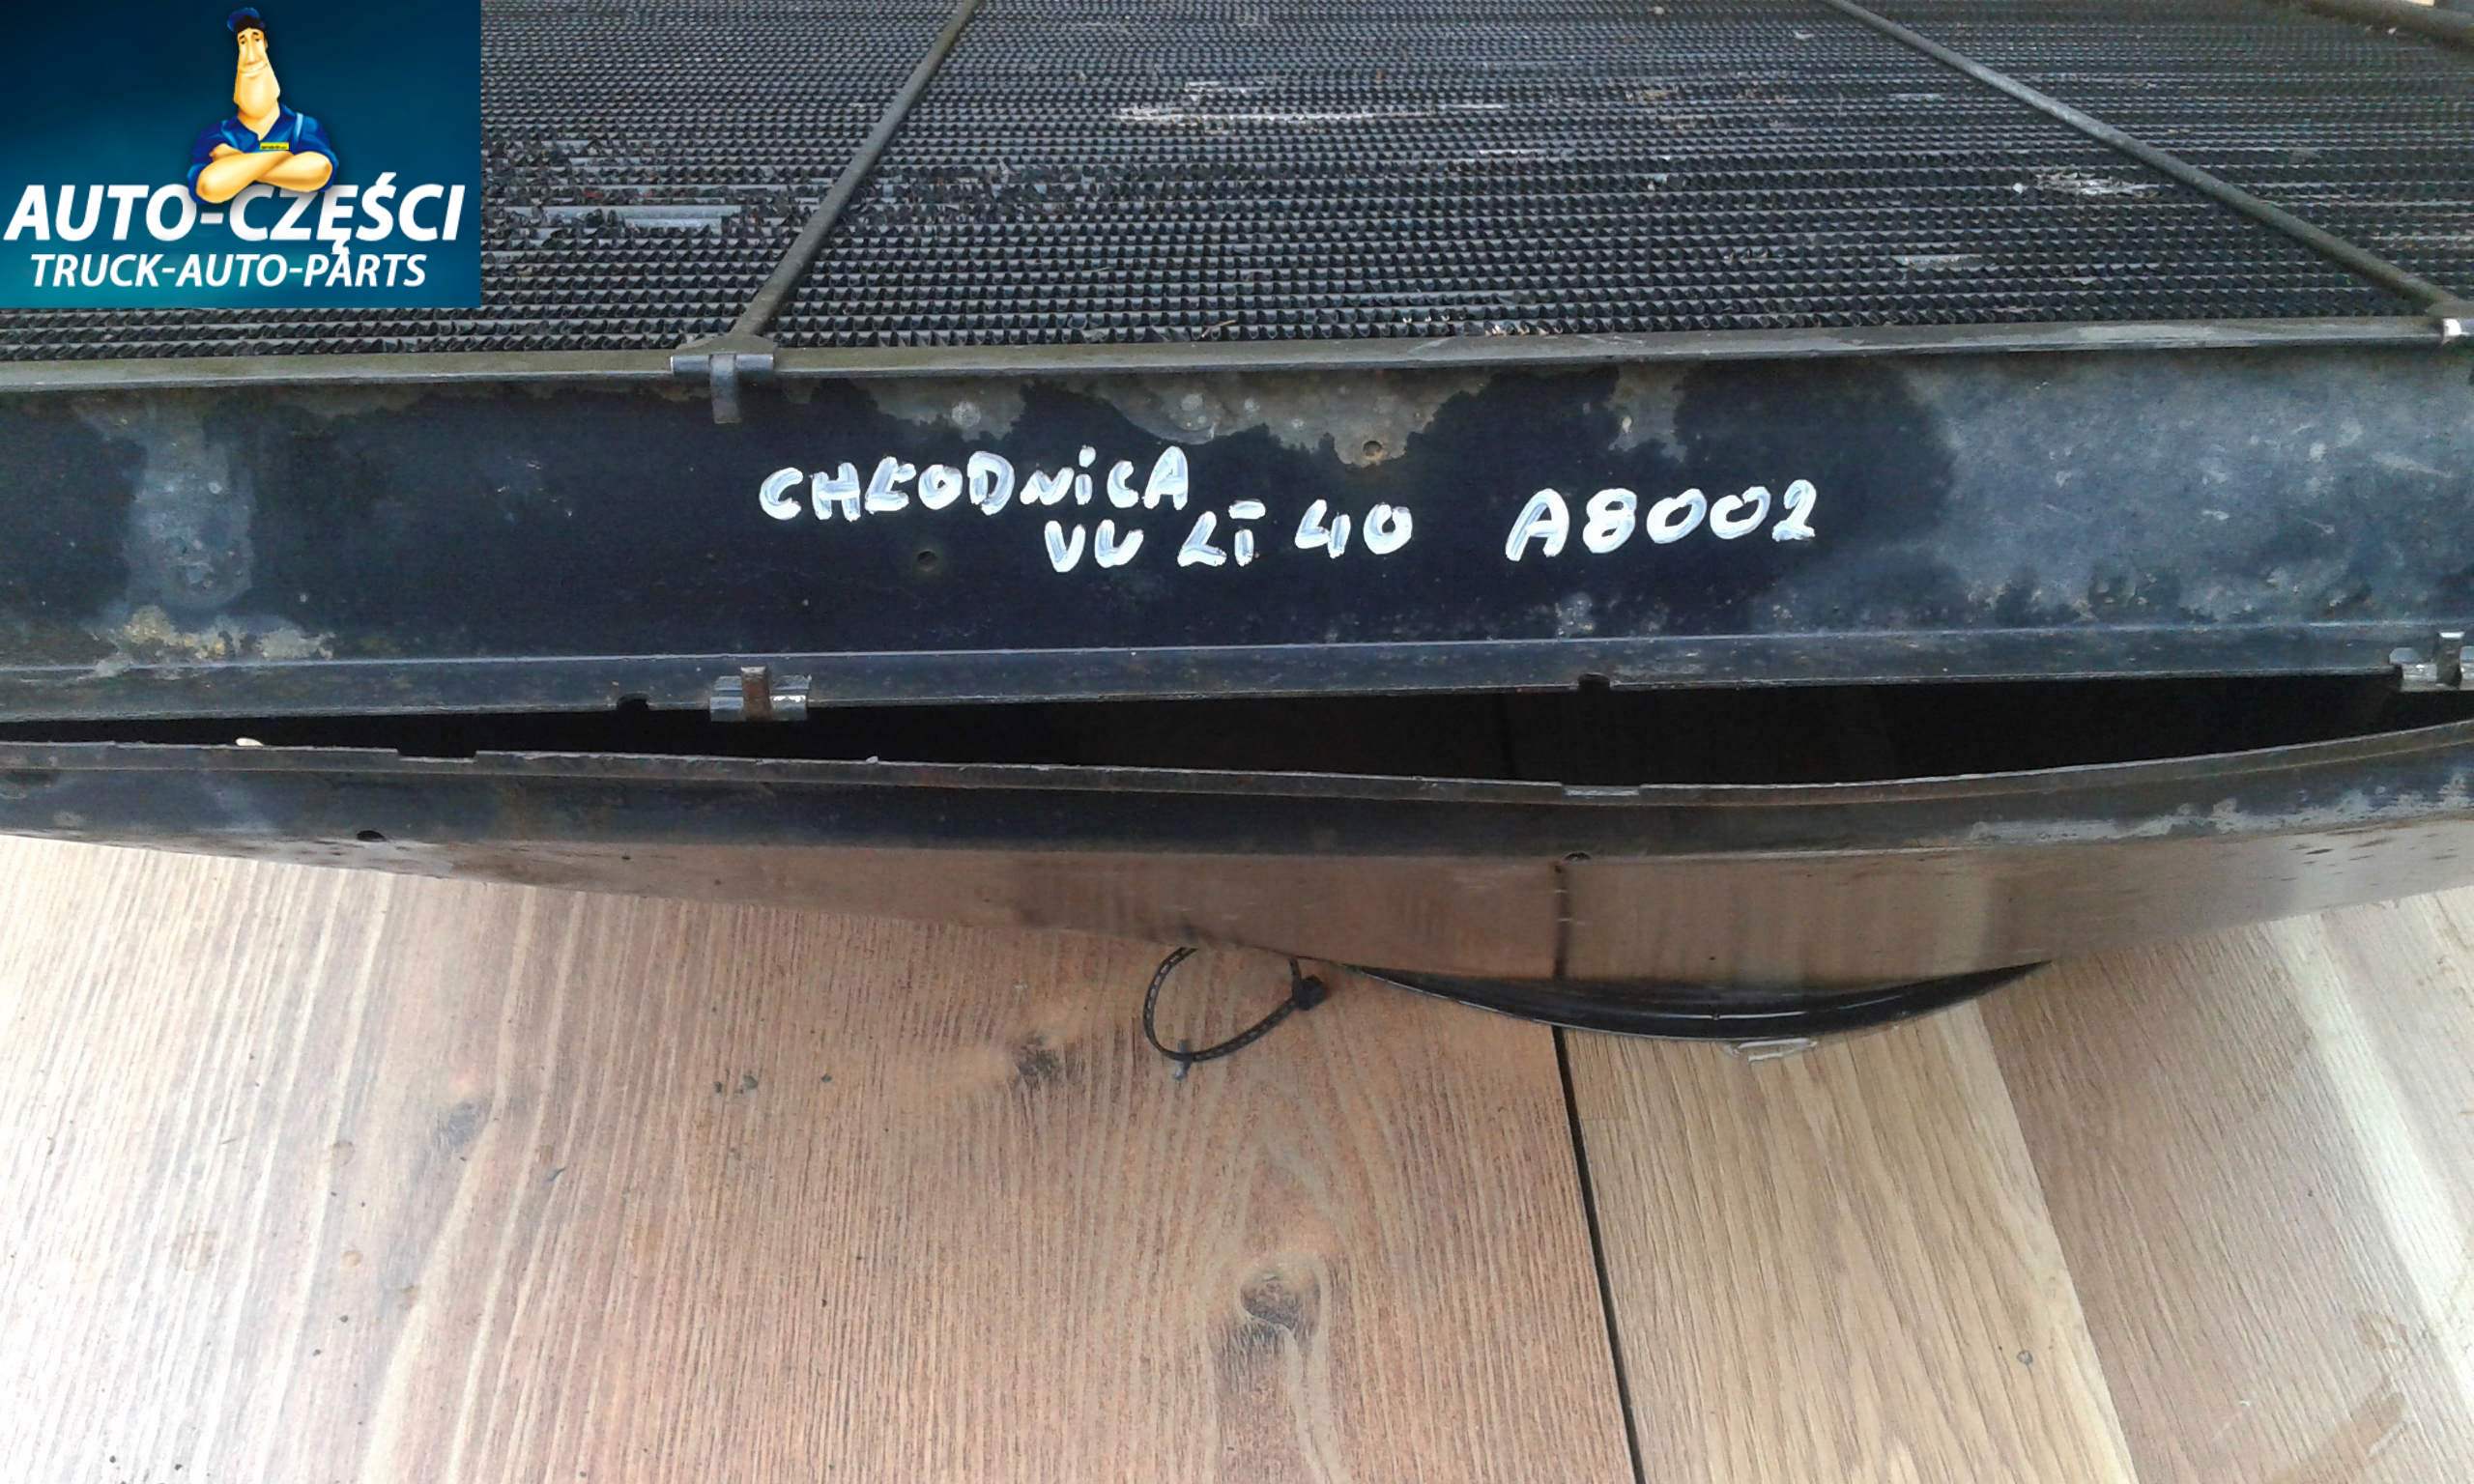 AUTO-CZĘŚCI
TRUCK-AUTO-PARTS
CHŁODNICA
VW LT 40 A8002